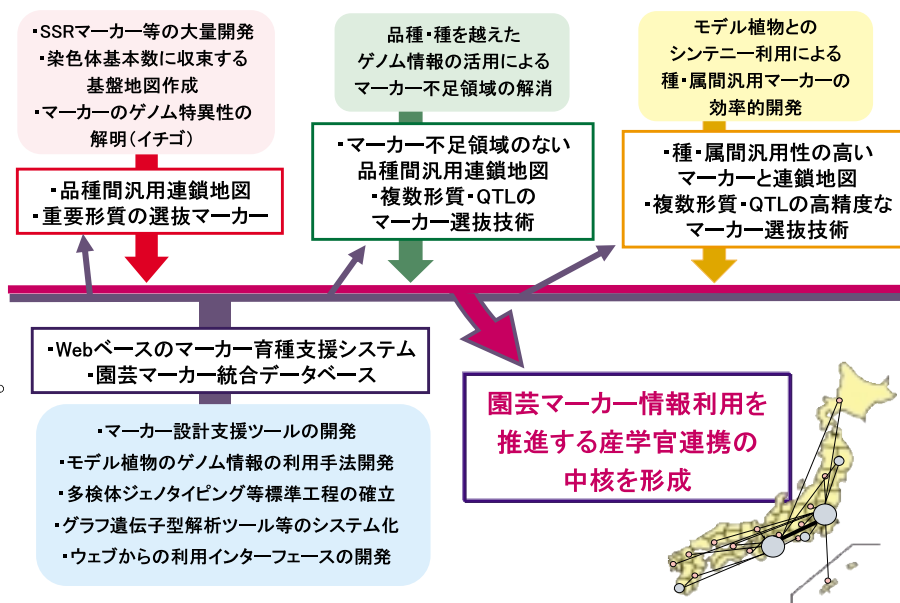 ・SSRマーカー等の大量開発
・染色体基本数に収束する
基盤地図作成
・マーカーのゲノム特異性の
解明(イチゴ)
・品種間汎用連鎖地図
・重要形質の選抜マーカー
品種・種を越えた
ゲノム情報の活用による
マーカー不足領域の解消
・マーカー不足領域のない
品種間汎用連鎖地図
・複数形質・QTLの
マーカー選抜技術
モデル植物との
シンテニー利用による
種・属間汎用マーカーの
効率的開発
・種・属間汎用性の高い
マーカーと連鎖地図
・複数形質・QTLの高精度な
マーカー選抜技術
・Webベースのマーカー育種支援システム
・園芸マーカー統合データベース
。
・マーカー設計支援ツールの開発
・モデル植物のゲノム情報の利用手法開発
・多検体ジェノタイピング等標準工程の確立
・グラフ遺伝子型解析ツール等のシステム化
・ウェブからの利用インターフェースの開発
園芸マーカー情報利用を
推進する産学官連携の
中核を形成